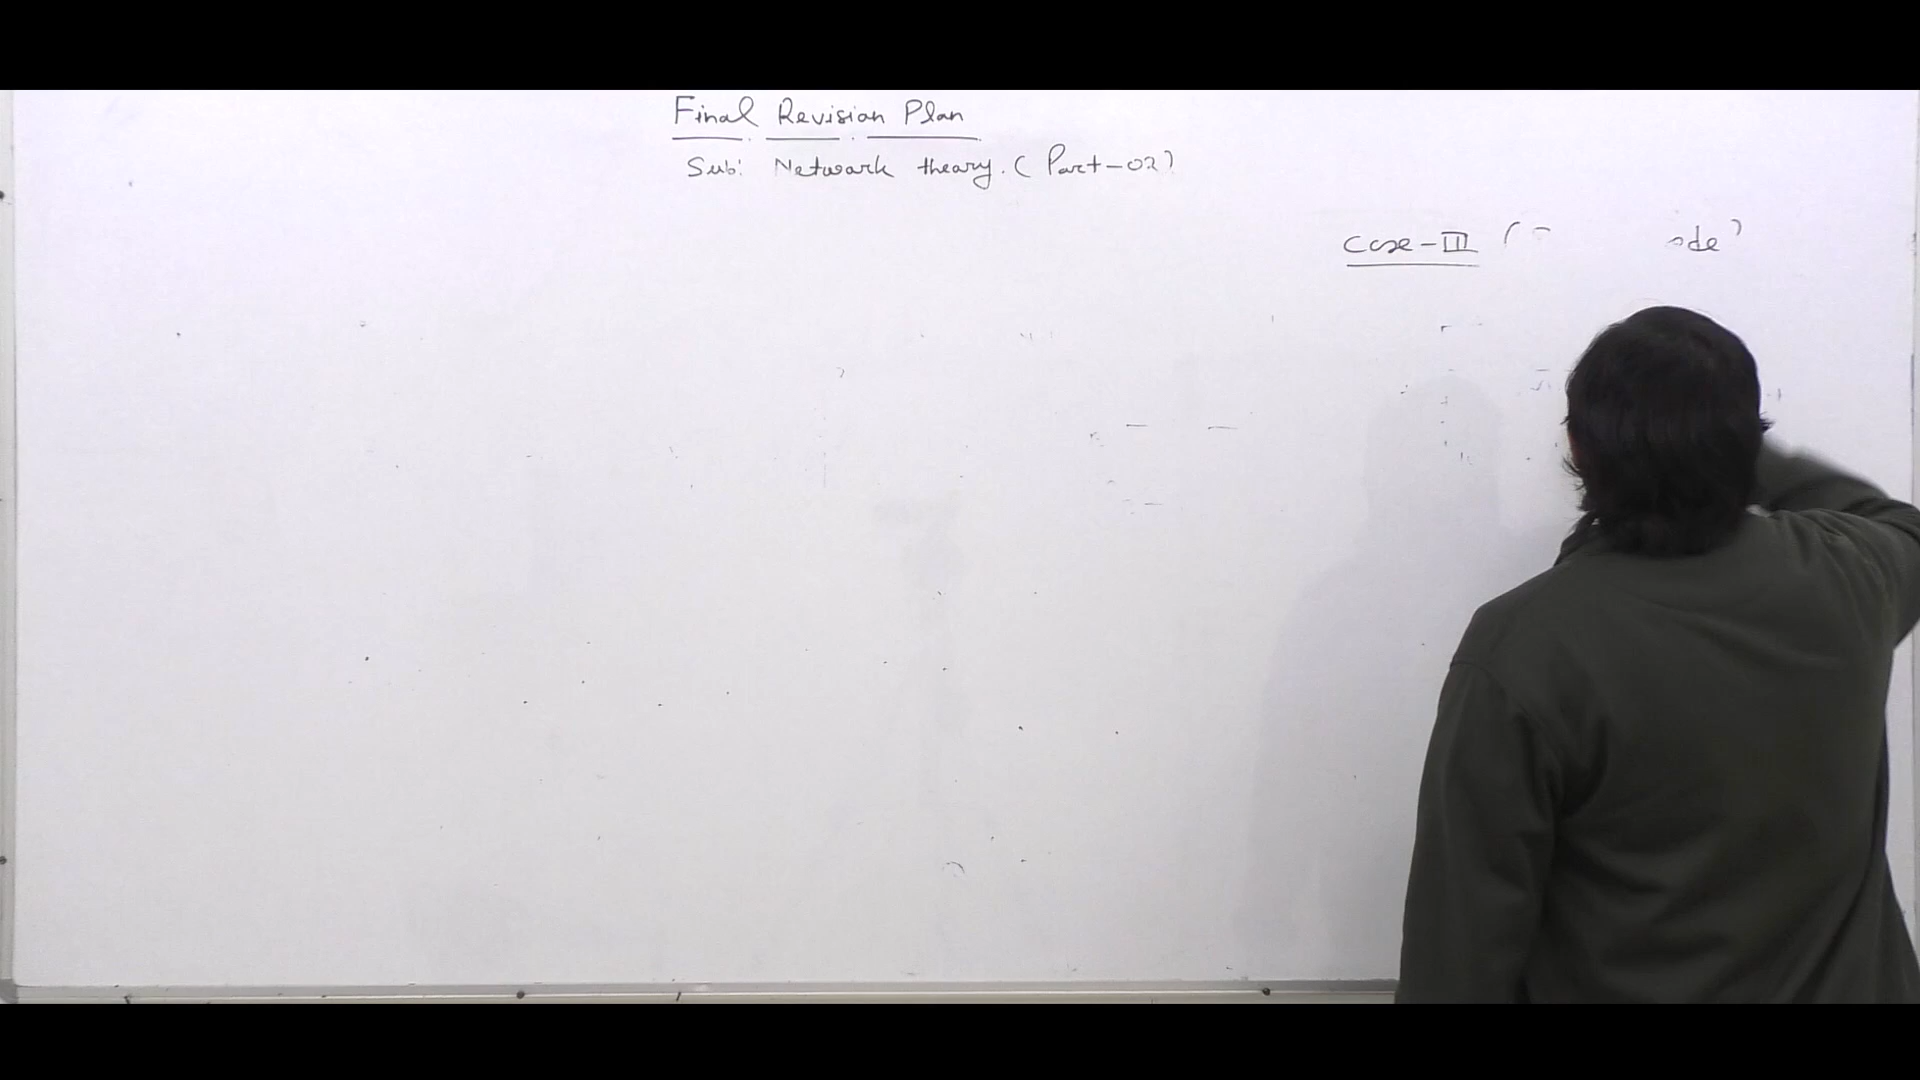 Final Revision Plan
Sub: Network theory. (Part-02)
Case-III